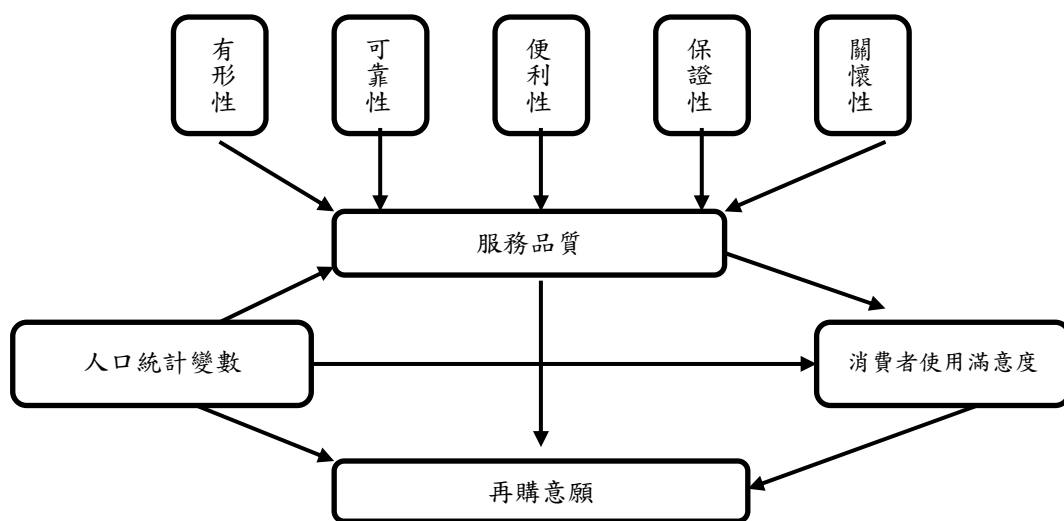 有形性
可靠性
便利性
保證性
關懷性
服務品質
人口統計變數
消費者使用滿意度
再購意願